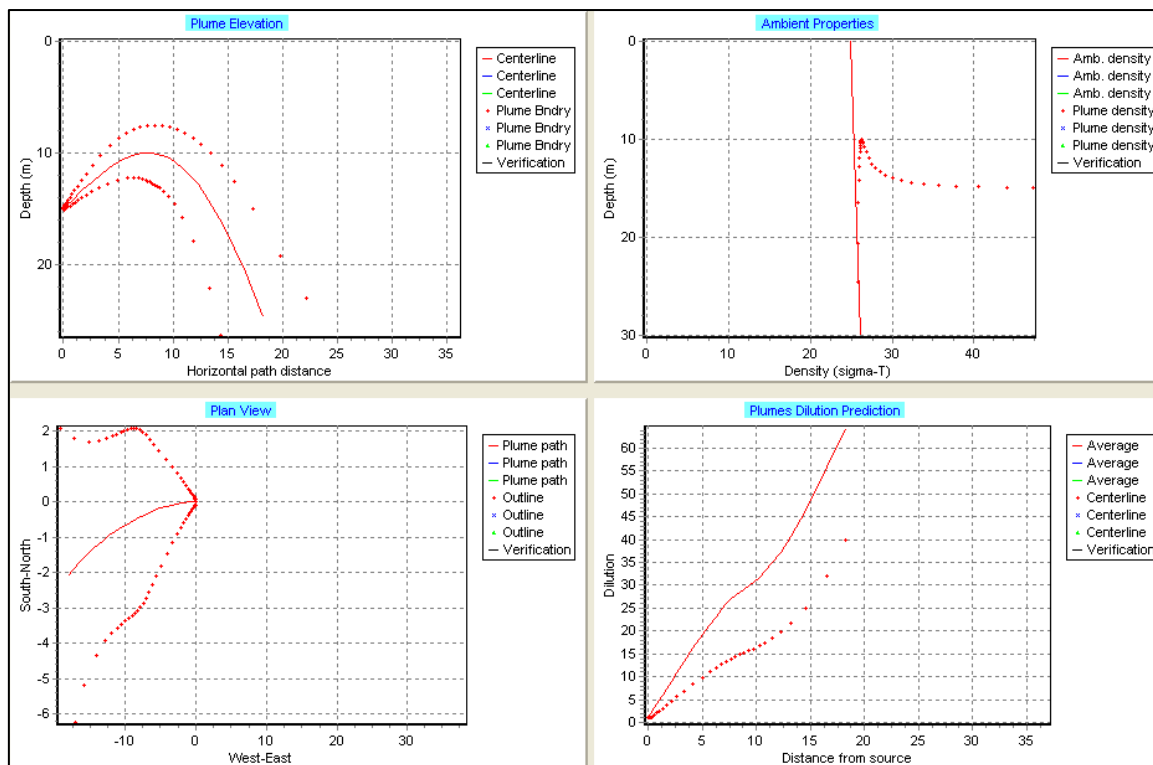 Plume Elevation
0
10
20
Depth (m)
0 5 10 15 20 25 30 35
Horizontal path distance
Centerline
Centerline
Centerline
Plume Bndry
Plume Bndry
Plume Bndry
Verification
Ambient Properties
0
10
20
30
Depth (m)
0 10 20 30 40
Density (sigma-T)
Amb. density
Amb. density
Amb. density
Plume density
Plume density
Plume density
Verification
Plan View
2
1
0
-1
-2
-3
-4
-5
-6
South-North
-10 0 10 20 30
West-East
Plume path
Plume path
Plume path
Outline
Outline
Outline
Verification
Plumes Dilution Prediction
60
55
50
45
40
35
30
25
20
15
10
5
0
Dilution
0 5 10 15 20 25 30 35
Distance from source
Average
Average
Average
Centerline
Centerline
Centerline
Verification